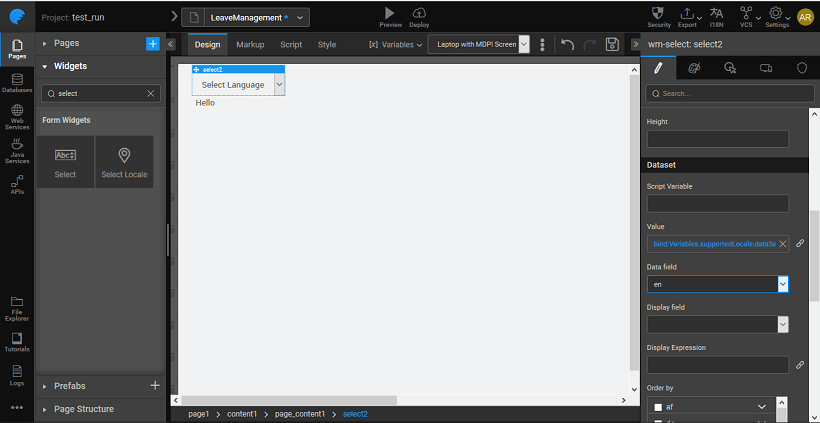 Project: test_run
LeaveManagement *
Preview
Deploy
Security
Export
I18N
VCS
Settings
AR
Pages
Databases
Web Services
Java Services
APIs
File Explorer
Tutorials
Logs
Pages
Widgets
select
Form Widgets
Abc
Select
Select Locale
Prefabs
Page Structure
Design
Markup
Script
Style
[x] Variables
Laptop with MDPI Screen
select2
Select Language
Hello
page1 > content1 > page_content1 > select2
wm-select: select2
Search...
Height
Dataset
Script Variable
Value
bind:Variables.supportedLocale.dataSe
Data field
en
Display field
Display Expression
Order by
af